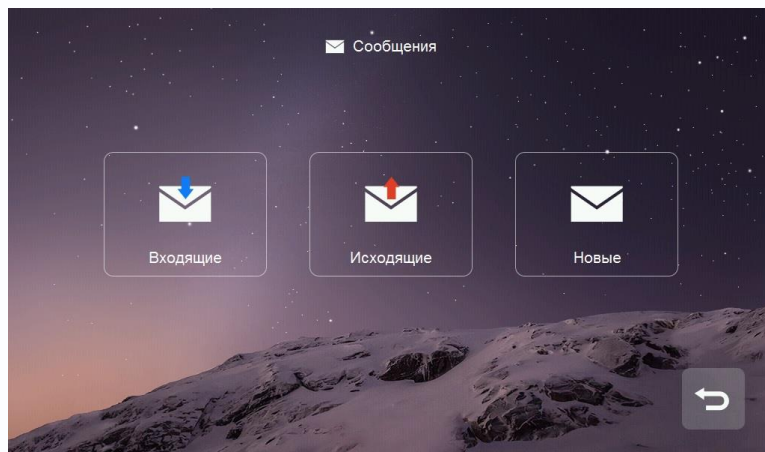 Сообщения
Входящие
Исходящие
Новые